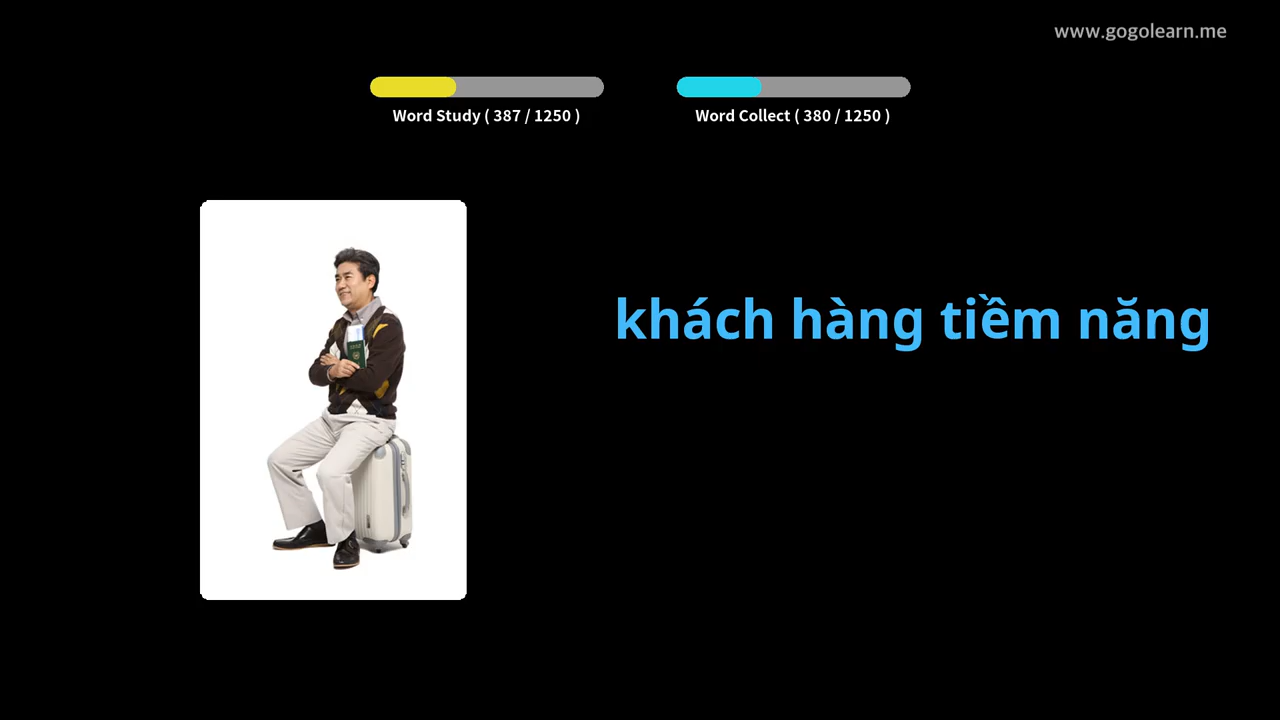 www.gogolearn.me
Word Study ( 387 / 1250 )
Word Collect ( 380 / 1250 )
khách hàng tiềm năng